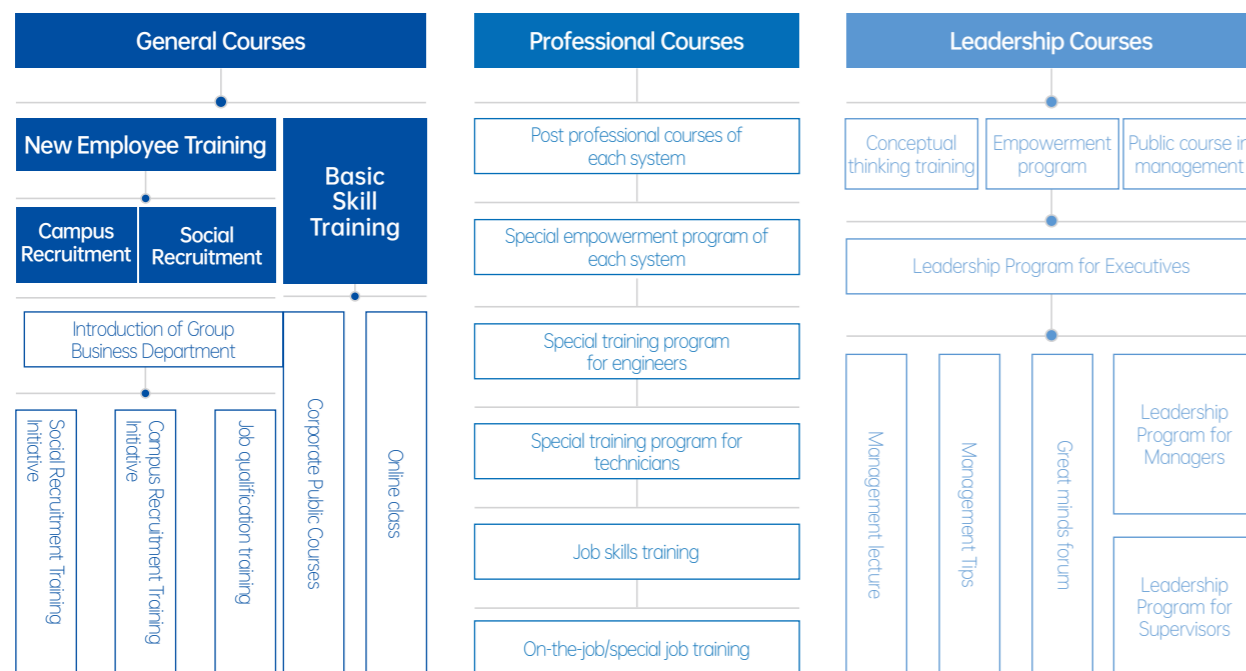 General Courses
New Employee Training
Campus
Recruitment
Social
Recruitment
Basic
Skill
Training
Introduction of Group
Business Department
Social Recruitment Training
Initiative
Campus Recruitment Training
Initiative
Job qualification training
Corporate Public Courses
Online class
Professional Courses
Post professional courses of
each system
Special empowerment program of
each system
Special training program
for engineers
Special training program for
technicians
Job skills training
On-the-job/special job training
Leadership Courses
Conceptual
thinking training
Empowerment
program
Public course in
management
Leadership Program for Executives
Management lecture
Management Tips
Great minds forum
Leadership
Program for
Managers
Leadership
Program for
Supervisors